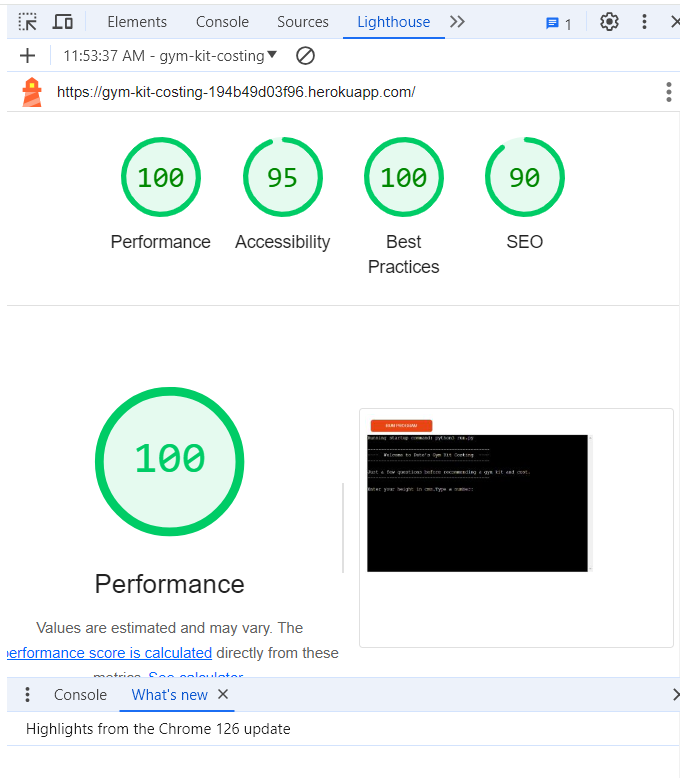 Elements Console Sources Lighthouse 1
11:53:37 AM - gym-kit-costing
https://gym-kit-costing-194b49d03f96.herokuapp.com/
100 95 100 90
Performance Accessibility Best Practices SEO
100
Performance
Values are estimated and may vary. The
performance score is calculated directly from these
metrics. See calculator.
RUN PROGRAM
Running startup command: python3 run.py
Welcome to Date's Gym Kit Costing
Just a few questions before recommending a gym kit and cost.
Enter your height in cms.Type a number:
Console What's new
Highlights from the Chrome 126 update